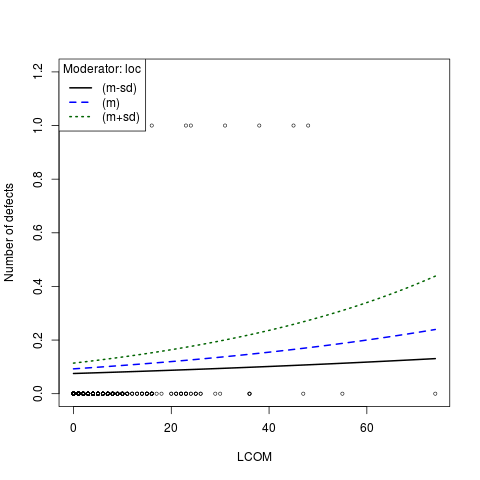 Moderator: loc
(m-sd)
(m)
(m+sd)
Number of defects
1.2
1.0
0.8
0.6
0.4
0.2
0.0
0 20 40 60
LCOM